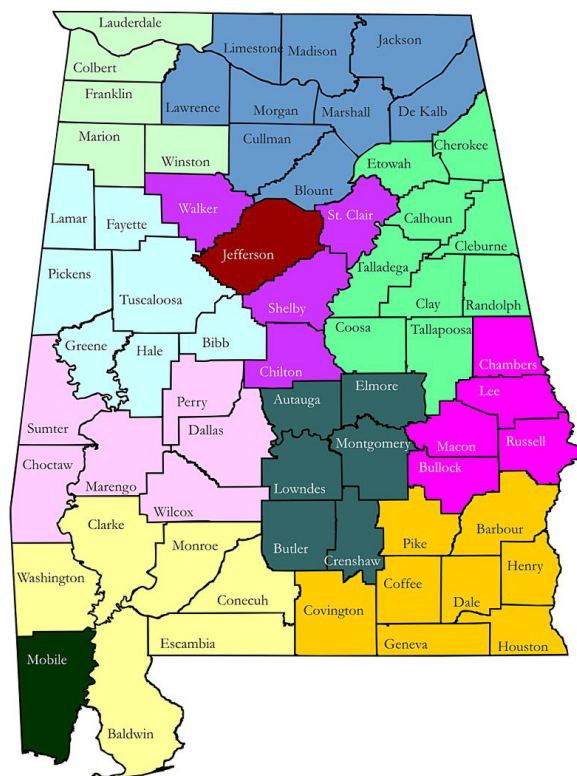 Lauderdale
Limestone
Madison
Jackson
Colbert
Franklin
Lawrence
Morgan
Marshall
De Kalb
Marion
Winston
Cullman
Cherokee
Etowah
Blount
Walker
St. Clair
Calhoun
Lamar
Fayette
Cleburne
Jefferson
Talladega
Pickens
Tuscaloosa
Shelby
Clay
Randolph
Coosa
Tallapoosa
Bibb
Greene
Hale
Chilton
Chambers
Perry
Autauga
Elmore
Lee
Sumter
Dallas
Montgomery
Macon
Russell
Choctaw
Marengo
Lowndes
Bullock
Wilcox
Clarke
Monroe
Butler
Crenshaw
Pike
Barbour
Washington
Conecuh
Covington
Coffee
Dale
Henry
Escambia
Geneva
Houston
Mobile
Baldwin